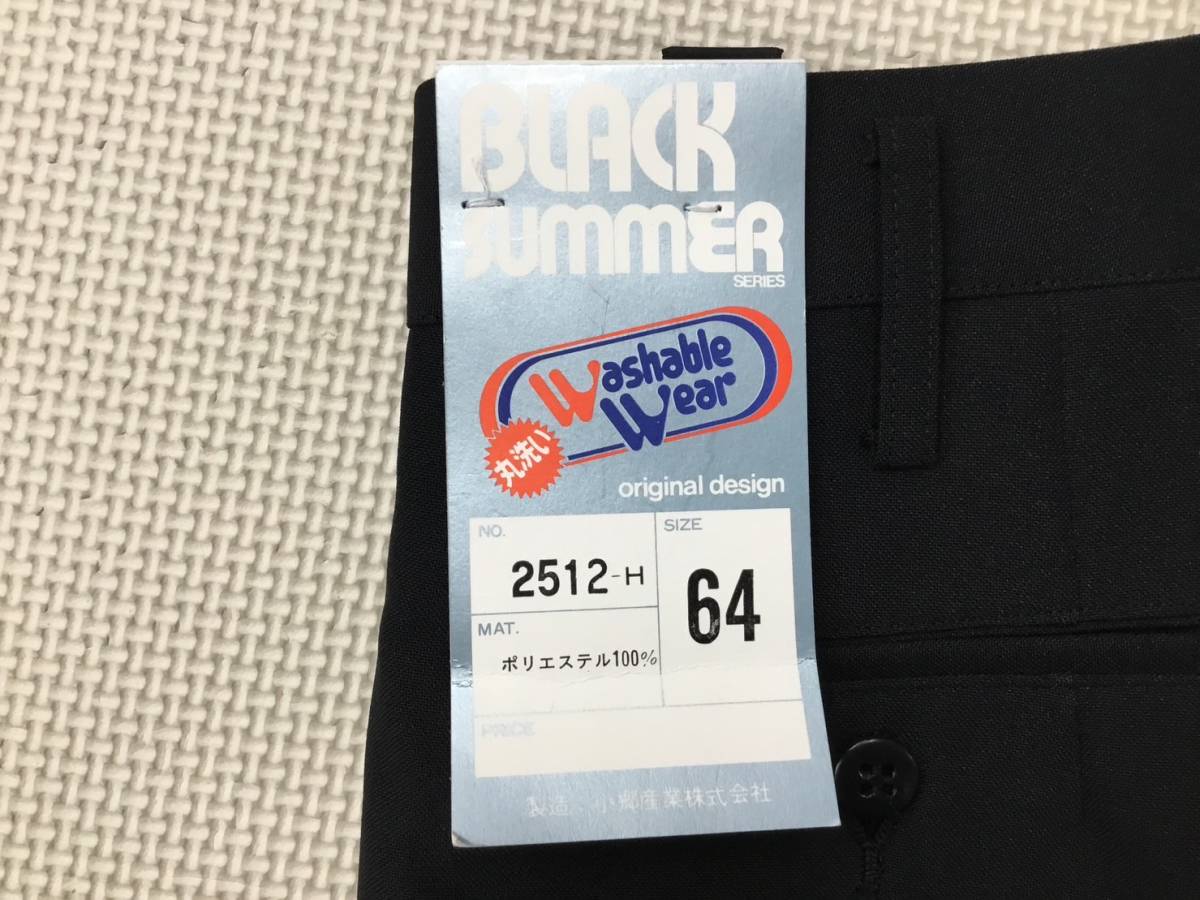 BLACK
SUMMER
SERIES
Washable
Wear
丸洗い
original design
NO.
2512-H
SIZE
64
MAT.
ポリエステル100%
PRICE
製造 小郷産業株式会社